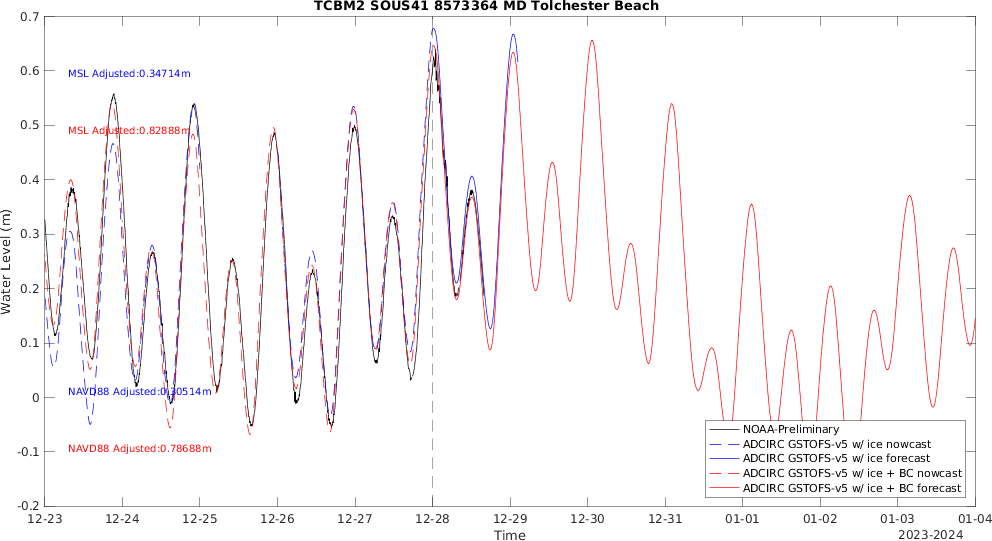 TCBM2 SOUS41 8573364 MD Tolchester Beach
0.7
0.6
0.5
0.4
0.3
0.2
0.1
0
-0.1
-0.2
Water Level (m)
MSL Adjusted:0.34714m
MSL Adjusted:0.82888m
NAVD88 Adjusted:0.30514m
NAVD88 Adjusted:0.78688m
NOAA-Preliminary
ADCIRC GSTOFS-v5 w/ ice nowcast
ADCIRC GSTOFS-v5 w/ ice forecast
ADCIRC GSTOFS-v5 w/ ice + BC nowcast
ADCIRC GSTOFS-v5 w/ ice + BC forecast
12-23 12-24 12-25 12-26 12-27 12-28 12-29 12-30 12-31 01-01 01-02 01-03 01-04
Time
2023-2024